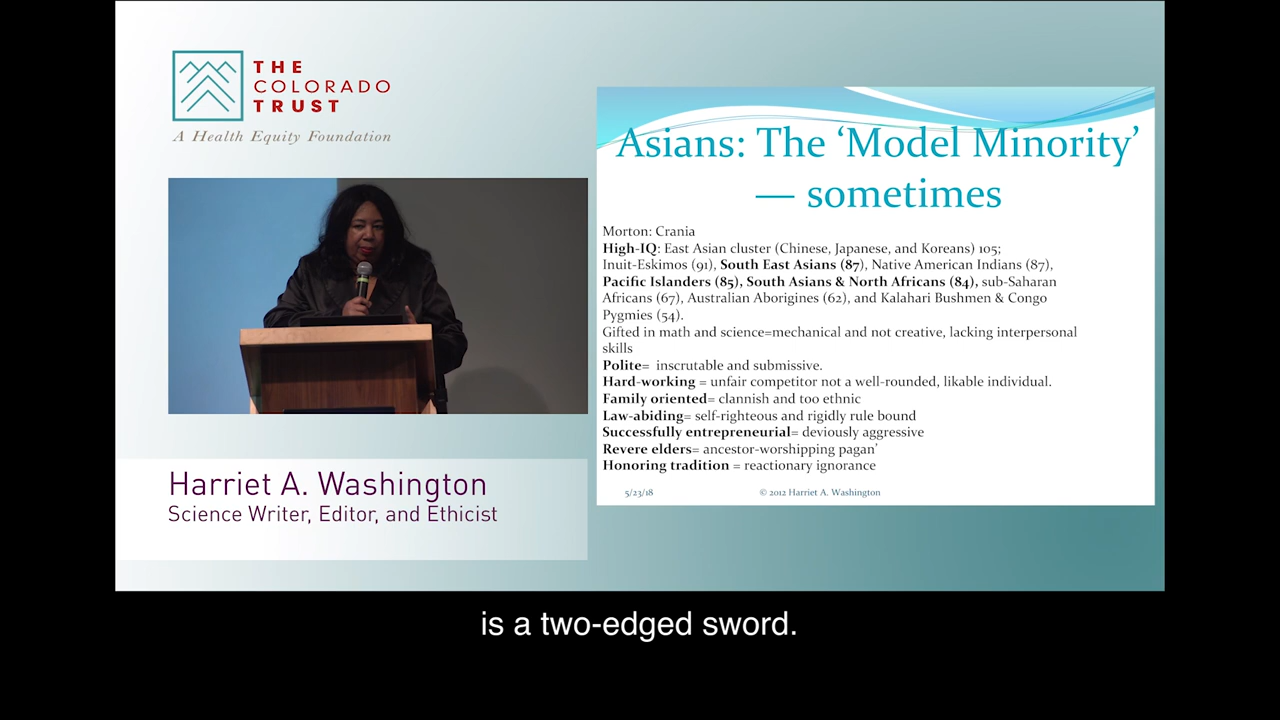 THE
COLORADO
TRUST
A Health Equity Foundation
Asians: The ‘Model Minority’
— sometimes
Morton: Crania
High-IQ: East Asian cluster (Chinese, Japanese, and Koreans) 105;
Inuit-Eskimos (91), South East Asians (87), Native American Indians (87),
Pacific Islanders (85), South Asians & North Africans (84), sub-Saharan
Africans (67), Australian Aborigines (62), and Kalahari Bushmen & Congo
Pygmies (54).
Gifted in math and science=mechanical and not creative, lacking interpersonal
skills
Polite= inscrutable and submissive.
Hard-working = unfair competitor not a well-rounded, likable individual.
Family oriented= clannish and too ethnic
Law-abiding= self-righteous and rigidly rule bound
Successfully entrepreneurial= deviously aggressive
Revere elders= ancestor-worshipping pagan’
Honoring tradition = reactionary ignorance
5/23/18 © 2012 Harriet A. Washington
Harriet A. Washington
Science Writer, Editor, and Ethicist
is a two-edged sword.